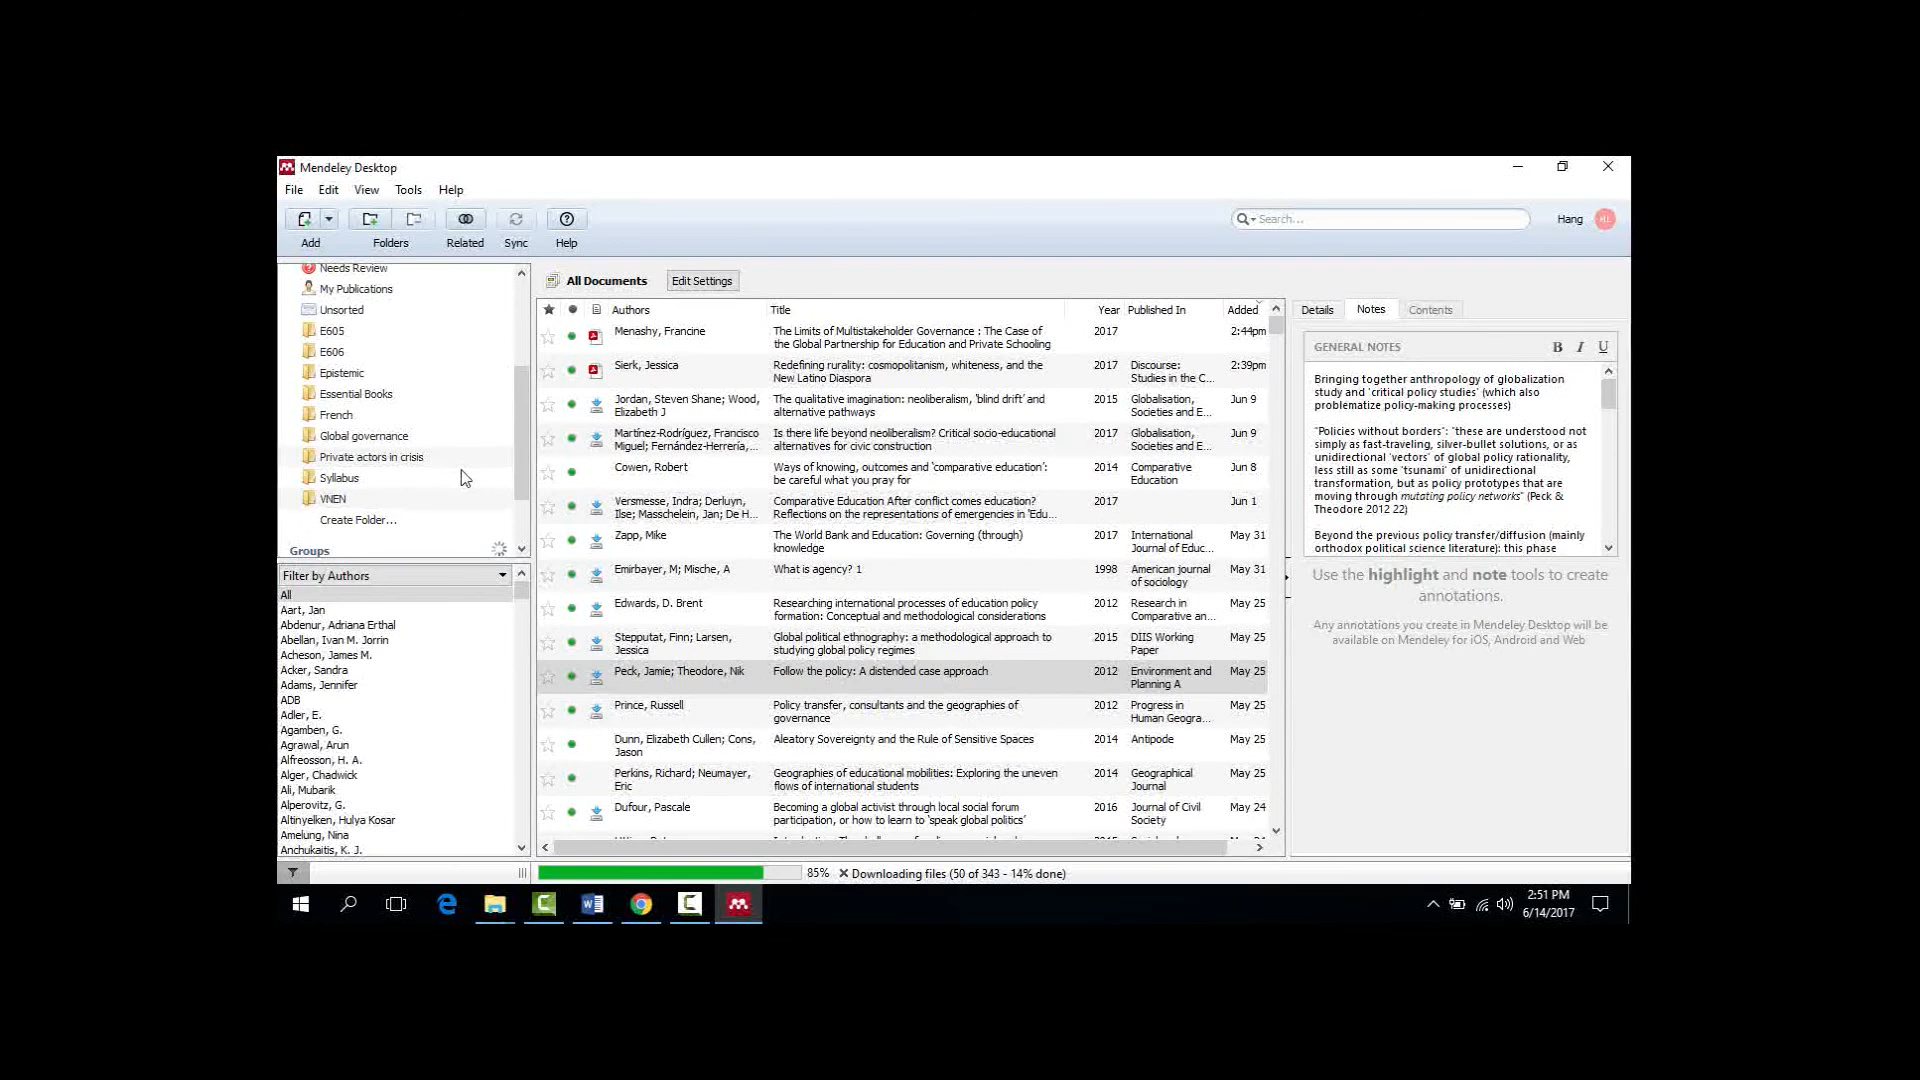 Mendeley Desktop
File Edit View Tools Help
Search...
Hang
Add Folders Related Sync Help
Needs Review
My Publications
Unsorted
E605
E606
Epistemic
Essential Books
French
Global governance
Private actors in crisis
Syllabus
VNEN
Create Folder...
Groups
Filter by Authors
All
Aart, Jan
Abdenur, Adriana Erthal
Abellan, Ivan M. Jorrin
Acheson, James M.
Acker, Sandra
Adams, Jennifer
ADB
Adler, E.
Agamben, G.
Agrawal, Arun
Alfreosson, H. A.
Alger, Chadwick
Ali, Mubarik
Alperovitz, G.
Altinyelken, Hulya Kosar
Amelung, Nina
Anchukaitis, K. J.
All Documents Edit Settings
Authors Title Year Published In Added
Menashy, Francine The Limits of Multistakeholder Governance : The Case of 2017 2:44pm
the Global Partnership for Education and Private Schooling
Sierk, Jessica Redefining rurality: cosmopolitanism, whiteness, and the 2017 Discourse: 2:39pm
New Latino Diaspora Studies in the C...
Jordan, Steven Shane; Wood, The qualitative imagination: neoliberalism, 'blind drift' and 2015 Globalisation, Jun 9
Elizabeth J alternative pathways Societies and E...
Martínez-Rodríguez, Francisco Is there life beyond neoliberalism? Critical socio-educational 2017 Globalisation, Jun 9
Miguel; Fernández-Herrería,... alternatives for civic construction Societies and E...
Cowen, Robert Ways of knowing, outcomes and 'comparative education': 2014 Comparative Jun 8
be careful what you pray for Education
Versmesse, Indra; Derluyn, Comparative Education After conflict comes education? 2017 Jun 1
Ilse; Masschelein, Jan; De H... Reflections on the representations of emergencies in 'Edu...
Zapp, Mike The World Bank and Education: Governing (through) 2017 International May 31
knowledge Journal of Educ...
Emirbayer, M; Mische, A What is agency? 1 1998 American journal May 31
of sociology
Edwards, D. Brent Researching international processes of education policy 2012 Research in May 25
formation: Conceptual and methodological considerations Comparative an...
Stepputat, Finn; Larsen, Global political ethnography: a methodological approach to 2015 DIIS Working May 25
Jessica studying global policy regimes Paper
Peck, Jamie; Theodore, Nik Follow the policy: A distended case approach 2012 Environment and May 25
Planning A
Prince, Russell Policy transfer, consultants and the geographies of 2012 Progress in May 25
governance Human Geogra...
Dunn, Elizabeth Cullen; Cons, Aleatory Sovereignty and the Rule of Sensitive Spaces 2014 Antipode May 25
Jason
Perkins, Richard; Neumayer, Geographies of educational mobilities: Exploring the uneven 2014 Geographical May 25
Eric flows of international students Journal
Dufour, Pascale Becoming a global activist through local social forum 2016 Journal of Civil May 24
participation, or how to learn to 'speak global politics' Society
Details Notes Contents
GENERAL NOTES B I U
Bringing together anthropology of globalization
study and 'critical policy studies' (which also
problematize policy-making processes)
"Policies without borders": "these are understood not
simply as fast-traveling, silver-bullet solutions, or as
unidirectional 'vectors' of global policy rationality,
less still as some 'tsunami' of unidirectional
transformation, but as policy prototypes that are
moving through mutating policy networks" (Peck &
Theodore 2012 22)
Beyond the previous policy transfer/diffusion (mainly
orthodox political science literature): this phase
Use the highlight and note tools to create
annotations.
Any annotations you create in Mendeley Desktop will be
available on Mendeley for iOS, Android and Web
85% Downloading files (50 of 343 - 14% done)
2:51 PM
6/14/2017